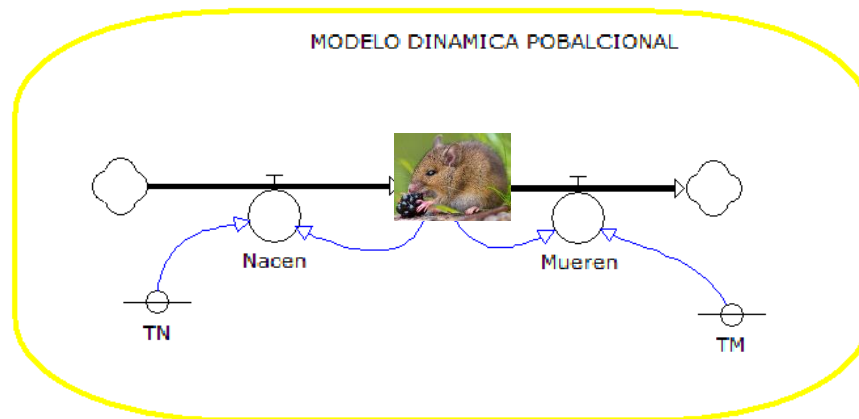 MODELO DINAMICA POBALCIONAL
Nacen
Mueren
TN
TM